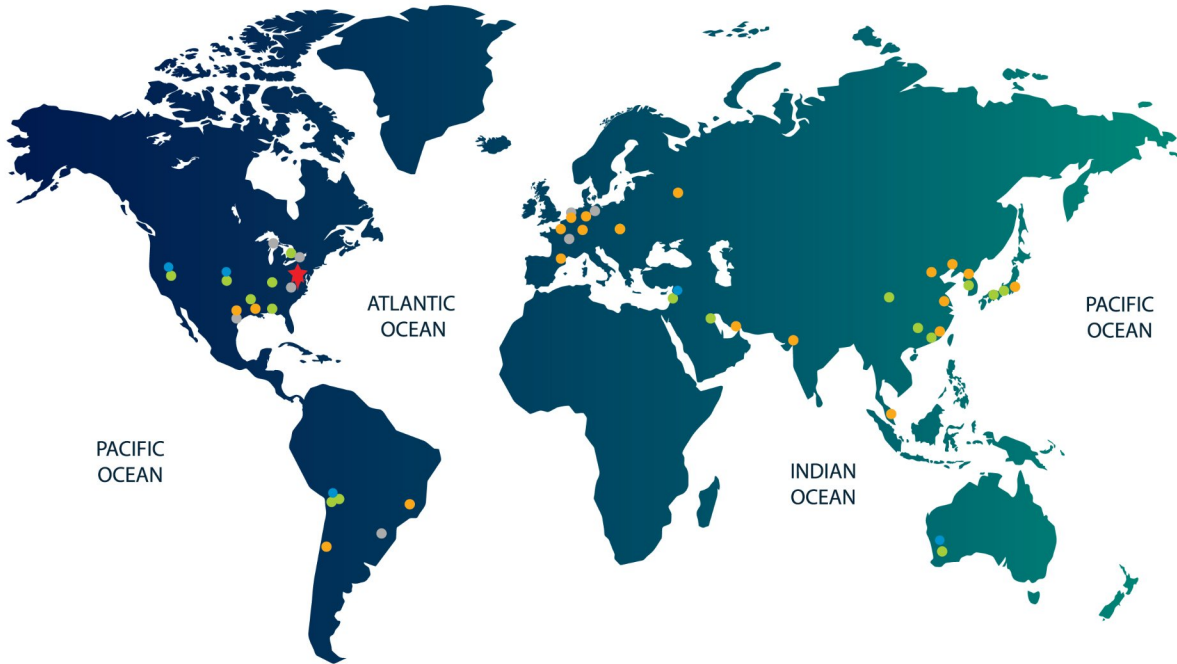 ATLANTIC
OCEAN
PACIFIC
OCEAN
PACIFIC
OCEAN
INDIAN
OCEAN